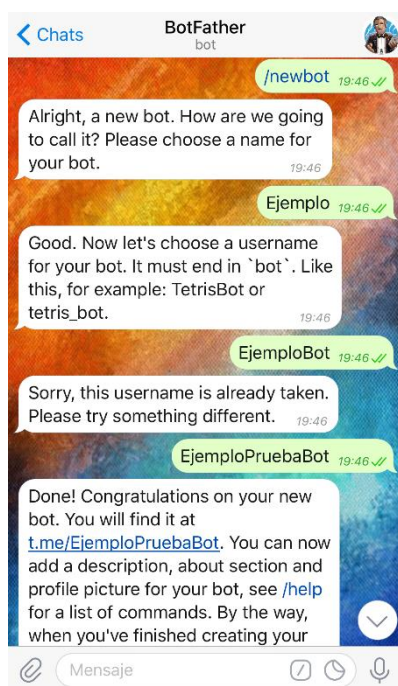 Chats
BotFather
bot
/newbot 19:46
Alright, a new bot. How are we going
to call it? Please choose a name for
your bot.
19:46
Ejemplo 19:46
Good. Now let's choose a username
for your bot. It must end in `bot`. Like
this, for example: TetrisBot or
tetris_bot.
19:46
EjemploBot 19:46
Sorry, this username is already taken.
Please try something different. 19:46
EjemploPruebaBot 19:46
Done! Congratulations on your new
bot. You will find it at
t.me/EjemploPruebaBot. You can now
add a description, about section and
profile picture for your bot, see /help
for a list of commands. By the way,
when you've finished creating your
Mensaje